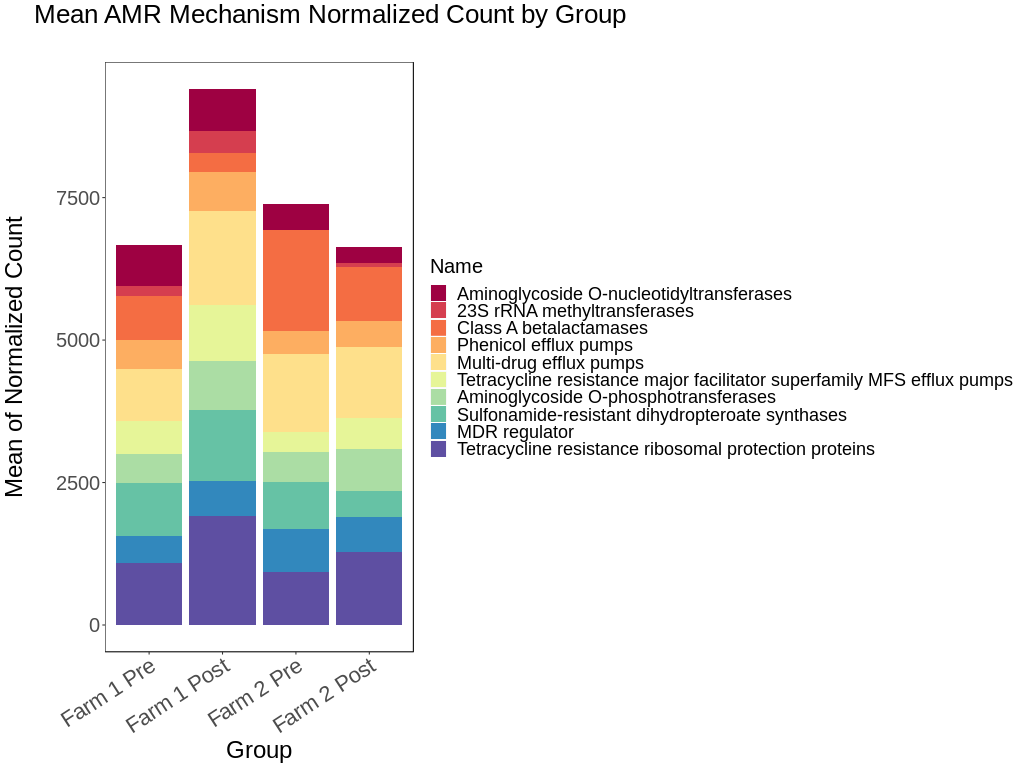 Mean AMR Mechanism Normalized Count by Group
Mean of Normalized Count
7500
5000
2500
0
Farm 1 Pre
Farm 1 Post
Farm 2 Pre
Farm 2 Post
Group
Name
Aminoglycoside O-nucleotidyltransferases
23S rRNA methyltransferases
Class A betalactamases
Phenicol efflux pumps
Multi-drug efflux pumps
Tetracycline resistance major facilitator superfamily MFS efflux pumps
Aminoglycoside O-phosphotransferases
Sulfonamide-resistant dihydropteroate synthases
MDR regulator
Tetracycline resistance ribosomal protection proteins